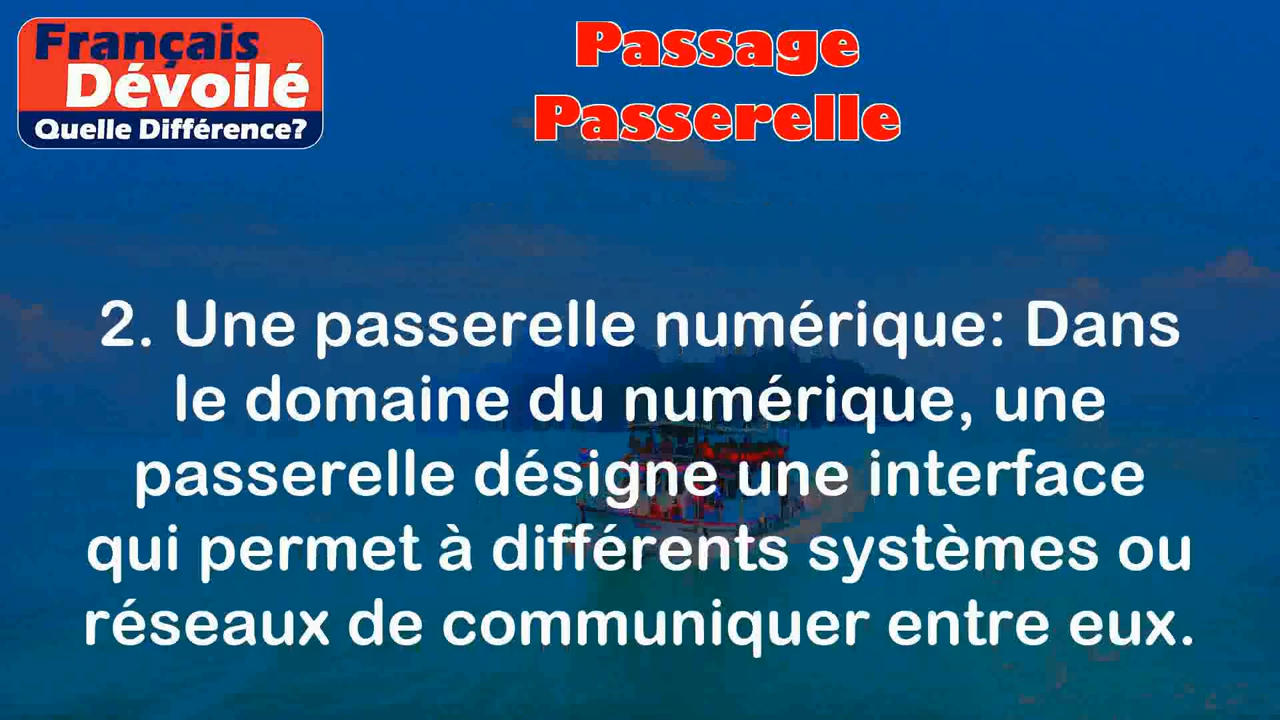 Français
Dévoilé
Quelle Différence?
Passage
Passerelle
2. Une passerelle numérique: Dans
le domaine du numérique, une
passerelle désigne une interface
qui permet à différents systèmes ou
réseaux de communiquer entre eux.